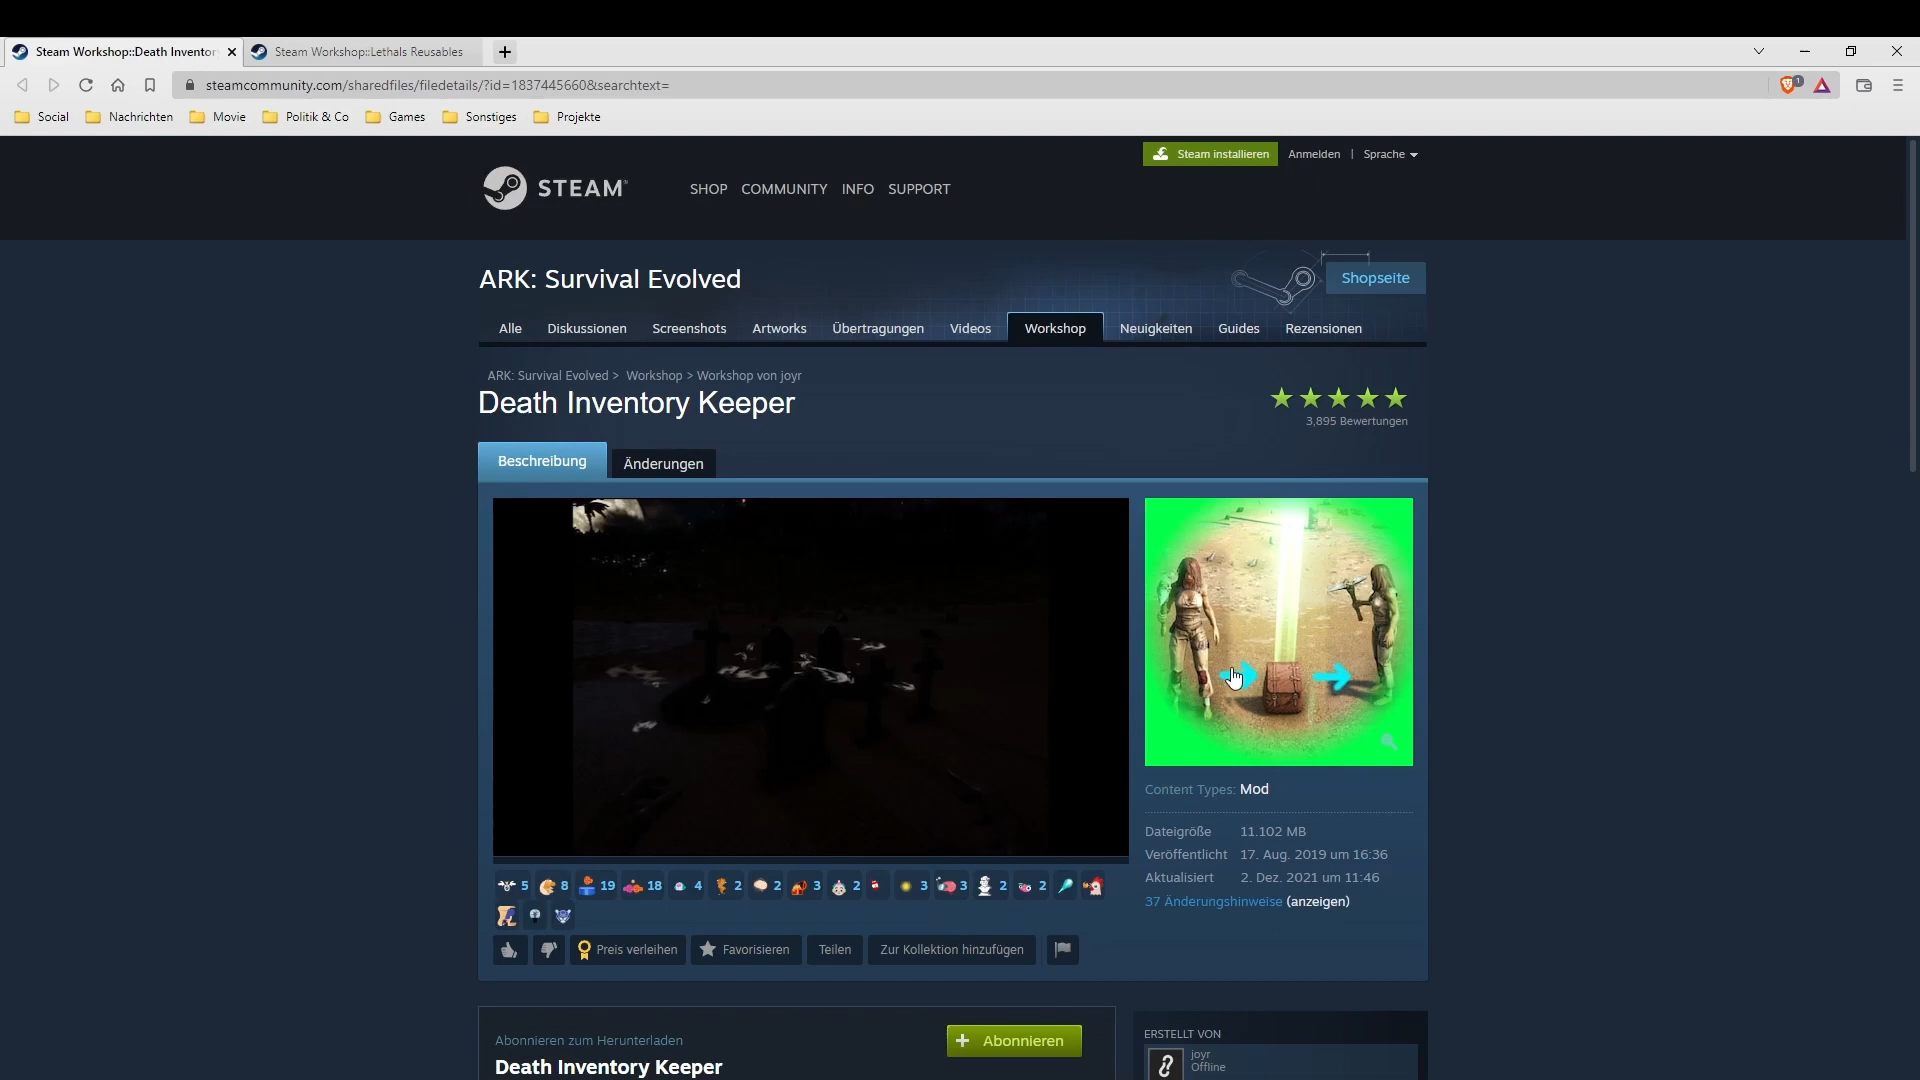 Steam Workshop::Death Inventor
Steam Workshop::Lethals Reusables
steamcommunity.com/sharedfiles/filedetails/?id=1837445660&searchtext=
1
Social
Nachrichten
Movie
Politik & Co
Games
Sonstiges
Projekte
Steam installieren
Anmelden
|
Sprache
STEAM
SHOP
COMMUNITY
INFO
SUPPORT
ARK: Survival Evolved
Shopseite
Alle
Diskussionen
Screenshots
Artworks
Übertragungen
Videos
Workshop
Neuigkeiten
Guides
Rezensionen
ARK: Survival Evolved > Workshop > Workshop von joyr
Death Inventory Keeper
3,895 Bewertungen
Beschreibung
Änderungen
Content Types: Mod
Dateigröße 11.102 MB
Veröffentlicht 17. Aug. 2019 um 16:36
Aktualisiert 2. Dez. 2021 um 11:46
37 Änderungshinweise (anzeigen)
5 8 19 18 4 2 2 3 2 3 3 2 2
Preis verleihen
Favorisieren
Teilen
Zur Kollektion hinzufügen
Abonnieren zum Herunterladen
Death Inventory Keeper
Abonnieren
ERSTELLT VON
joyr
Offline